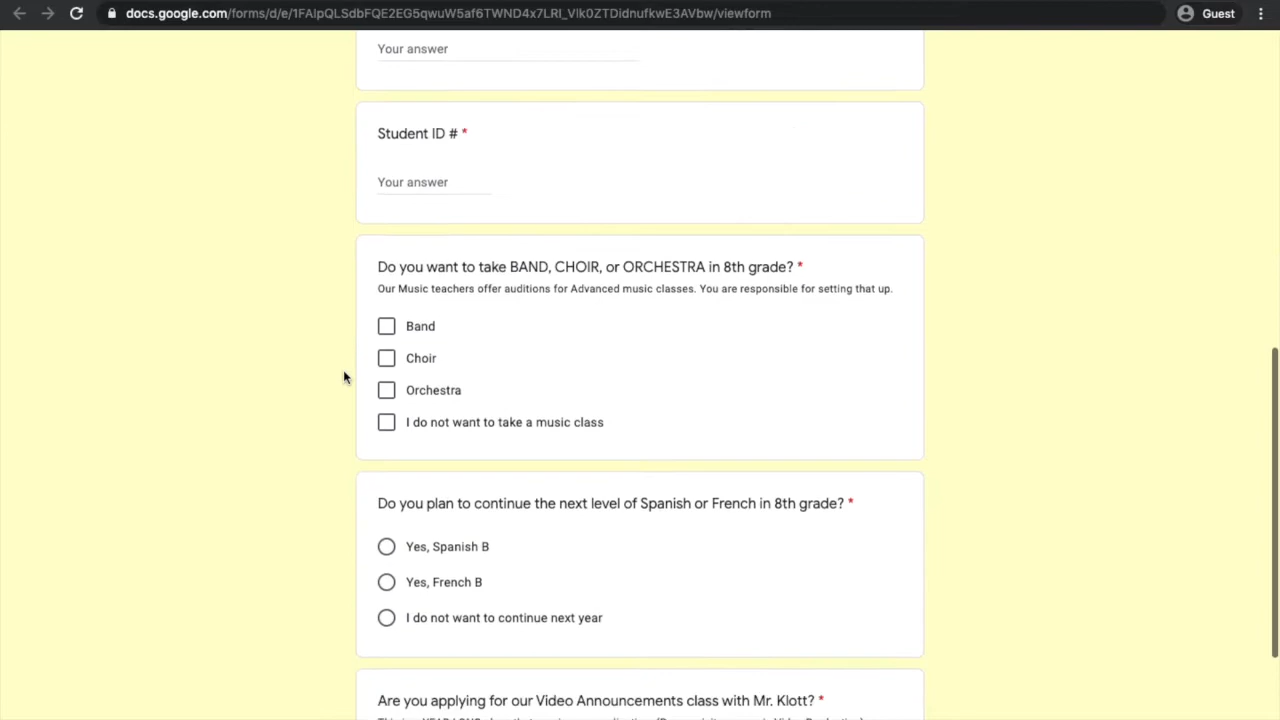 docs.google.com/forms/d/e/1FAIpQLSdbFQE2EG5qwuW5af6TWND4x7LRI_Vlk0ZTDidnufkwE3AVbw/viewform
Guest
Your answer
Student ID # *
Your answer
Do you want to take BAND, CHOIR, or ORCHESTRA in 8th grade? *
Our Music teachers offer auditions for Advanced music classes. You are responsible for setting that up.
Band
Choir
Orchestra
I do not want to take a music class
Do you plan to continue the next level of Spanish or French in 8th grade? *
Yes, Spanish B
Yes, French B
I do not want to continue next year
Are you applying for our Video Announcements class with Mr. Klott? *